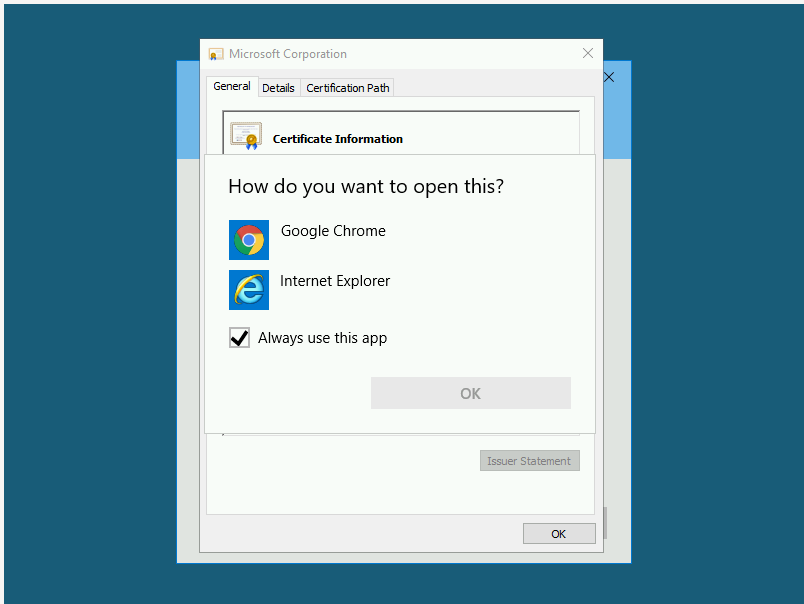 Microsoft Corporation
General Details Certification Path
Certificate Information
How do you want to open this?
Google Chrome
Internet Explorer
Always use this app
OK
Issuer Statement
OK